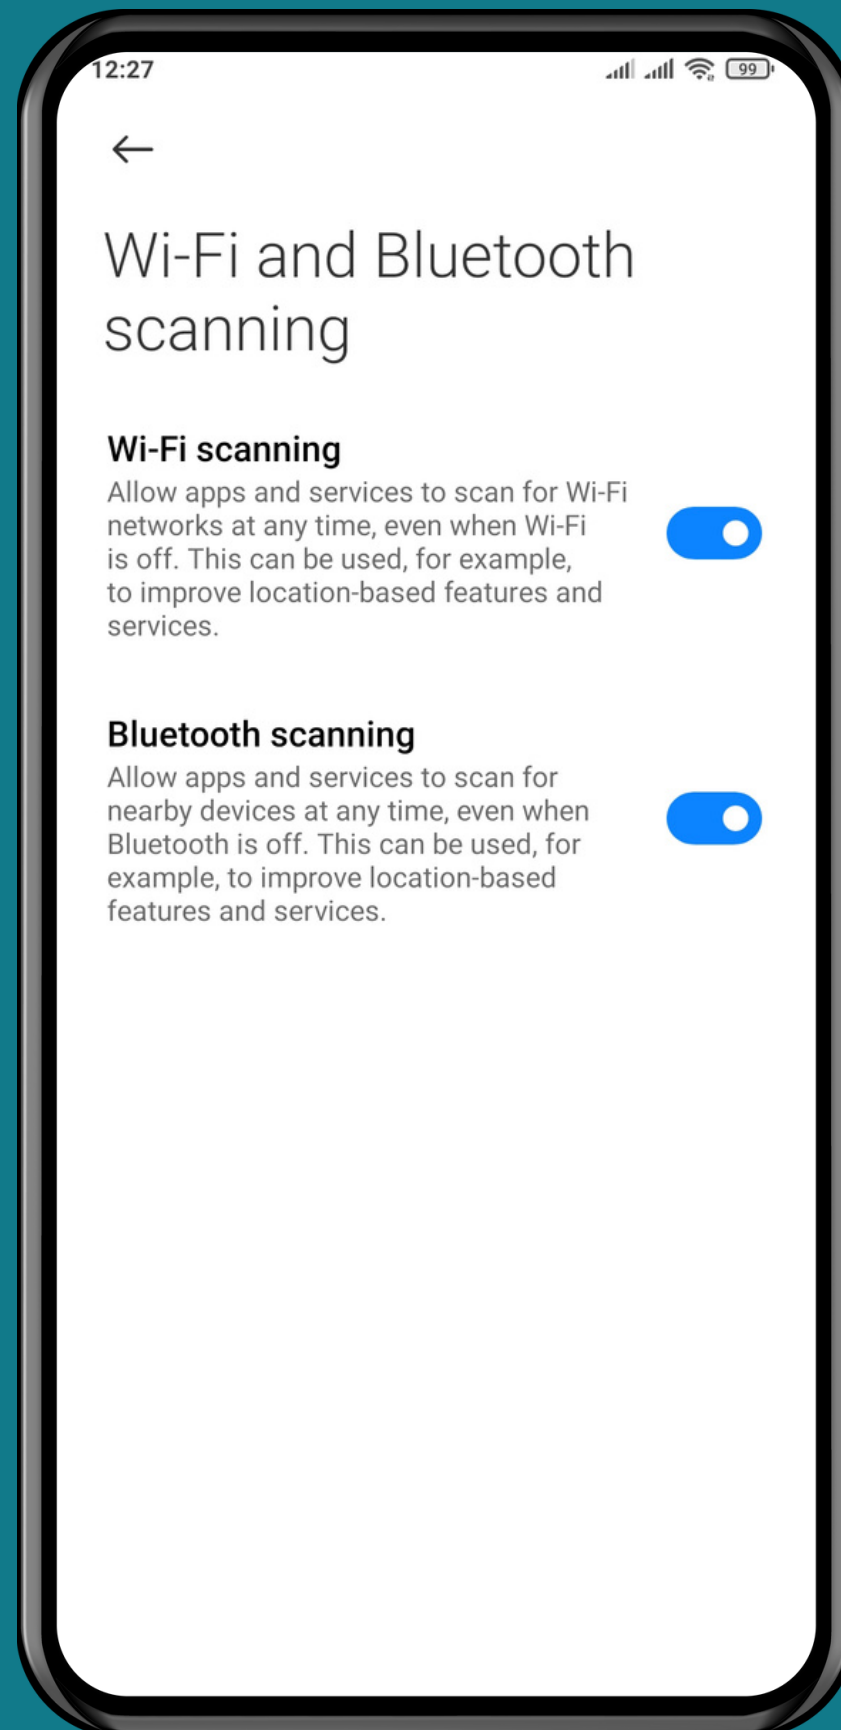 12:27
99
Wi-Fi and Bluetooth
scanning
Wi-Fi scanning
Allow apps and services to scan for Wi-Fi
networks at any time, even when Wi-Fi
is off. This can be used, for example,
to improve location-based features and
services.
Bluetooth scanning
Allow apps and services to scan for
nearby devices at any time, even when
Bluetooth is off. This can be used, for
example, to improve location-based
features and services.